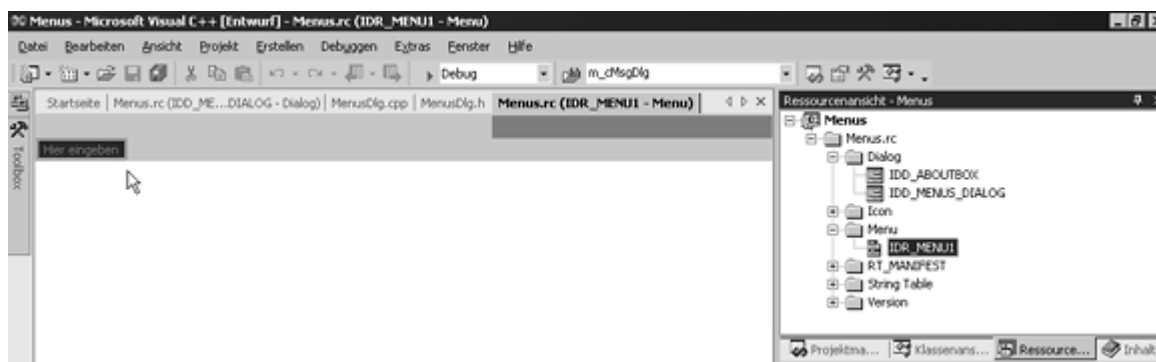 Menus - Microsoft Visual C++ [Entwurf] - Menus.rc (IDR_MENU1 - Menu)
Datei Bearbeiten Ansicht Projekt Erstellen Debuggen Extras Fenster Hilfe
Debug m_cMsgDlg
Startseite Menus.rc (IDD_ME...DIALOG - Dialog) MenusDlg.cpp MenusDlg.h Menus.rc (IDR_MENU1 - Menu)
Hier eingeben
Toolbox
Ressourcenansicht - Menus
Menus
Menus.rc
Dialog
IDD_ABOUTBOX
IDD_MENUS_DIALOG
Icon
Menu
IDR_MENU1
RT_MANIFEST
String Table
Version
Projektma... Klassenans... Ressource... Inhalt